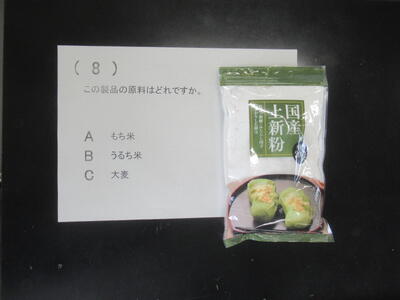 (8)
この製品の原料はどれですか。
A もち米
B うるち米
C 大麦
国産
上新粉